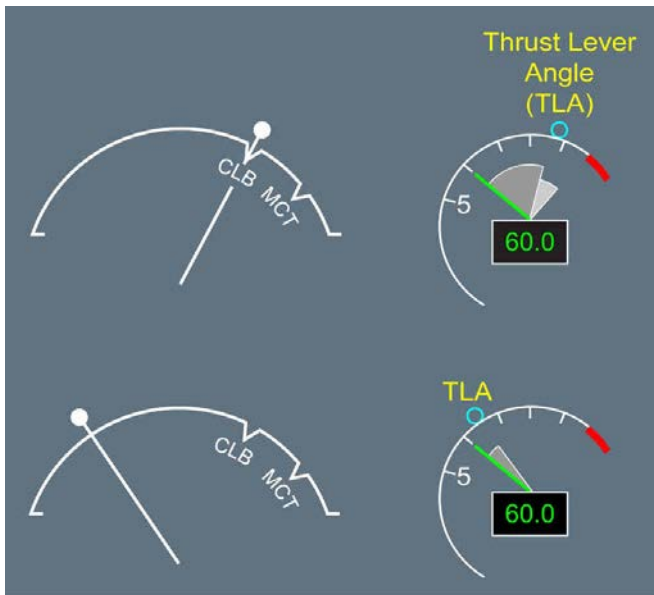 Thrust Lever
Angle
(TLA)
CLB
MCT
5
60.0
TLA
CLB
MCT
5
60.0